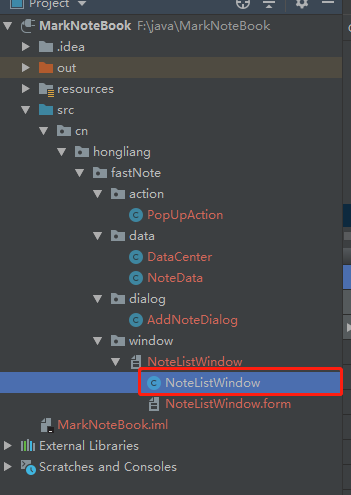 Project
MarkNoteBook F:\java\MarkNoteBook
.idea
out
resources
src
cn
hongliang
fastNote
action
PopUpAction
data
DataCenter
NoteData
dialog
AddNoteDialog
window
NoteListWindow
NoteListWindow
NoteListWindow.form
MarkNoteBook.iml
External Libraries
Scratches and Consoles